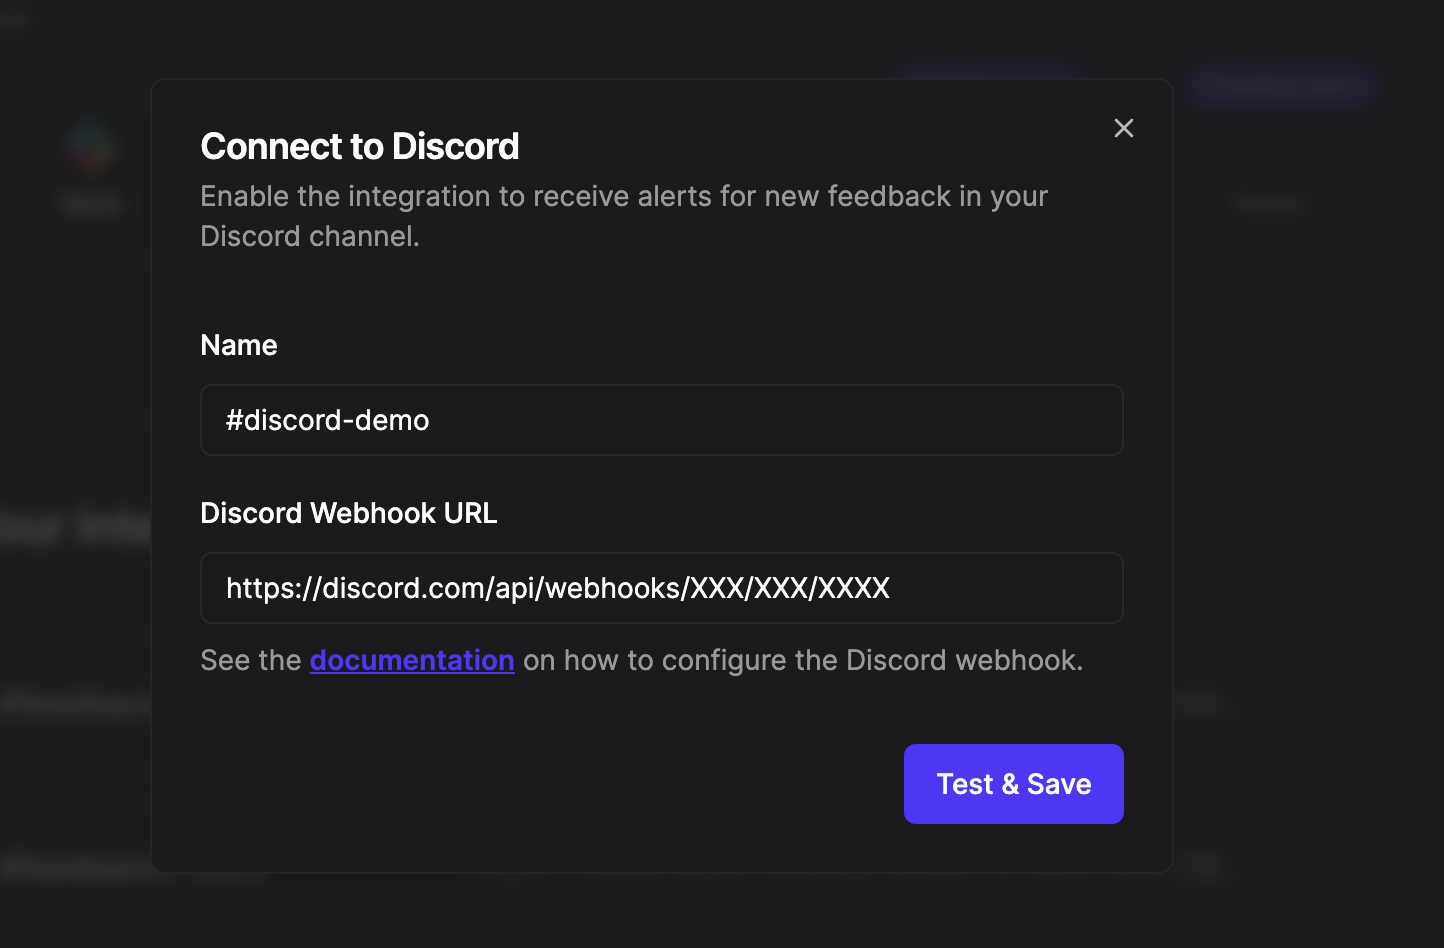 Connect to Discord
Enable the integration to receive alerts for new feedback in your
Discord channel.
Name
#discord-demo
Discord Webhook URL
https://discord.com/api/webhooks/XXX/XXX/XXXX
See the documentation on how to configure the Discord webhook.
Test & Save